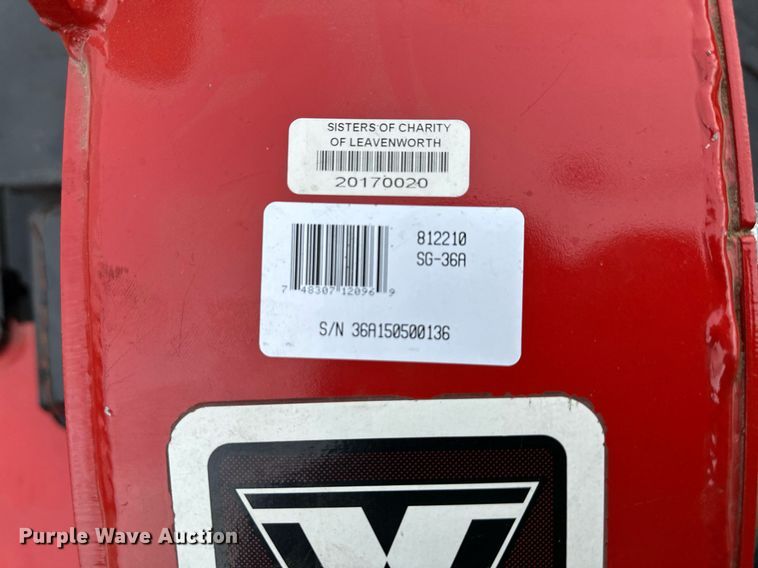 SISTERS OF CHARITY
OF LEAVENWORTH
20170020
812210
SG-36A
7 48307 12096 9
S/N 36A150500136
Purple Wave Auction